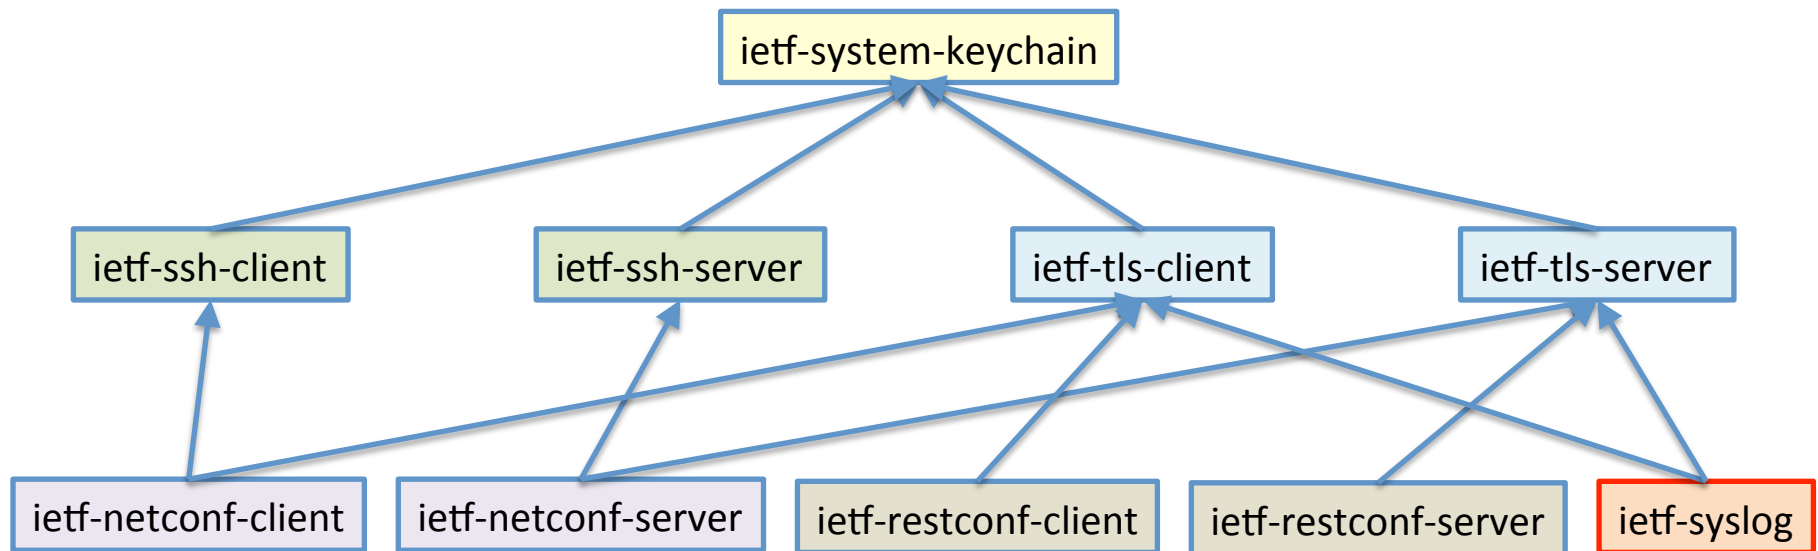 ietf-system-keychain
ietf-ssh-client
ietf-ssh-server
ietf-tls-client
ietf-tls-server
ietf-netconf-client
ietf-netconf-server
ietf-restconf-client
ietf-restconf-server
ietf-syslog